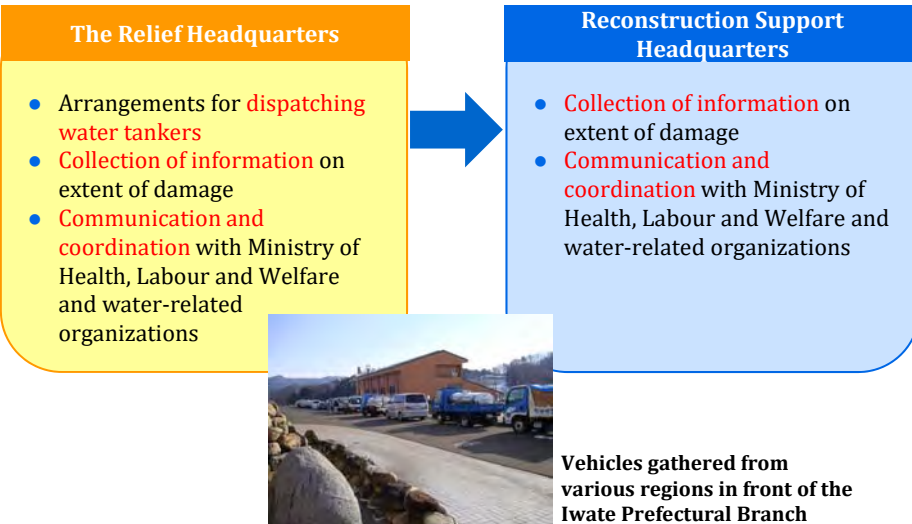 The Relief Headquarters
● Arrangements for dispatching
water tankers
● Collection of information on
extent of damage
● Communication and
coordination with Ministry of
Health, Labour and Welfare
and water-related
organizations
Reconstruction Support
Headquarters
● Collection of information on
extent of damage
● Communication and
coordination with Ministry of
Health, Labour and Welfare and
water-related organizations
Vehicles gathered from
various regions in front of the
Iwate Prefectural Branch